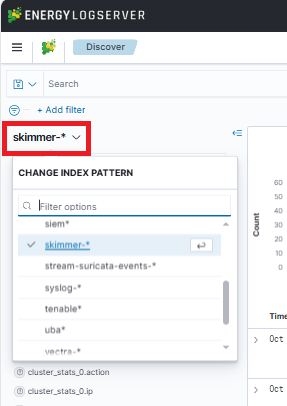 ENERGYLOGSERVER
Discover
Search
+ Add filter
skimmer-*
CHANGE INDEX PATTERN
Filter options
siem*
skimmer-*
stream-suricata-events-*
syslog-*
tenable*
uba*
vectra-*
cluster_stats_0.action
cluster_stats_0.ip
Count
60
50
40
30
20
10
0
Time
Oct
Oct